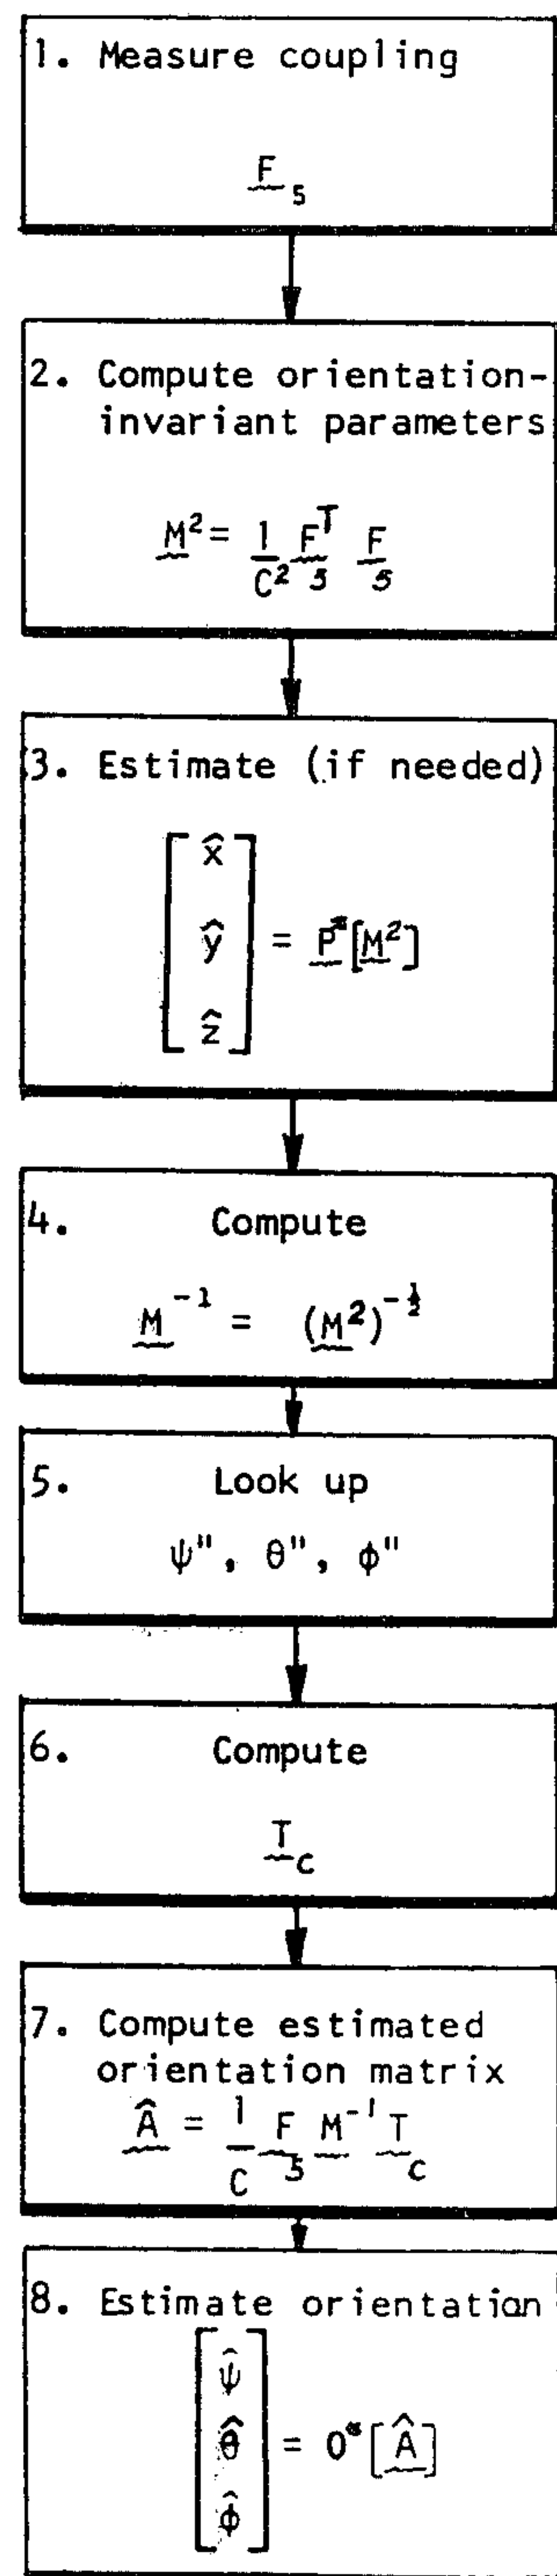 1. Measure coupling
F5
2. Compute orientation-
invariant parameters
M² = 1/C² F5ᵀ F5
3. Estimate (if needed)
[ x̂
ŷ = P*[M²]
ẑ ]
4. Compute
M⁻¹ = (M²)^-½
5. Look up
ψ", θ", ϕ"
6. Compute
Tc
7. Compute estimated
orientation matrix
Â = 1/C F5 M⁻¹ Tc
8. Estimate orientation
[ ψ̂
θ̂ = O*[Â]
ϕ̂ ]